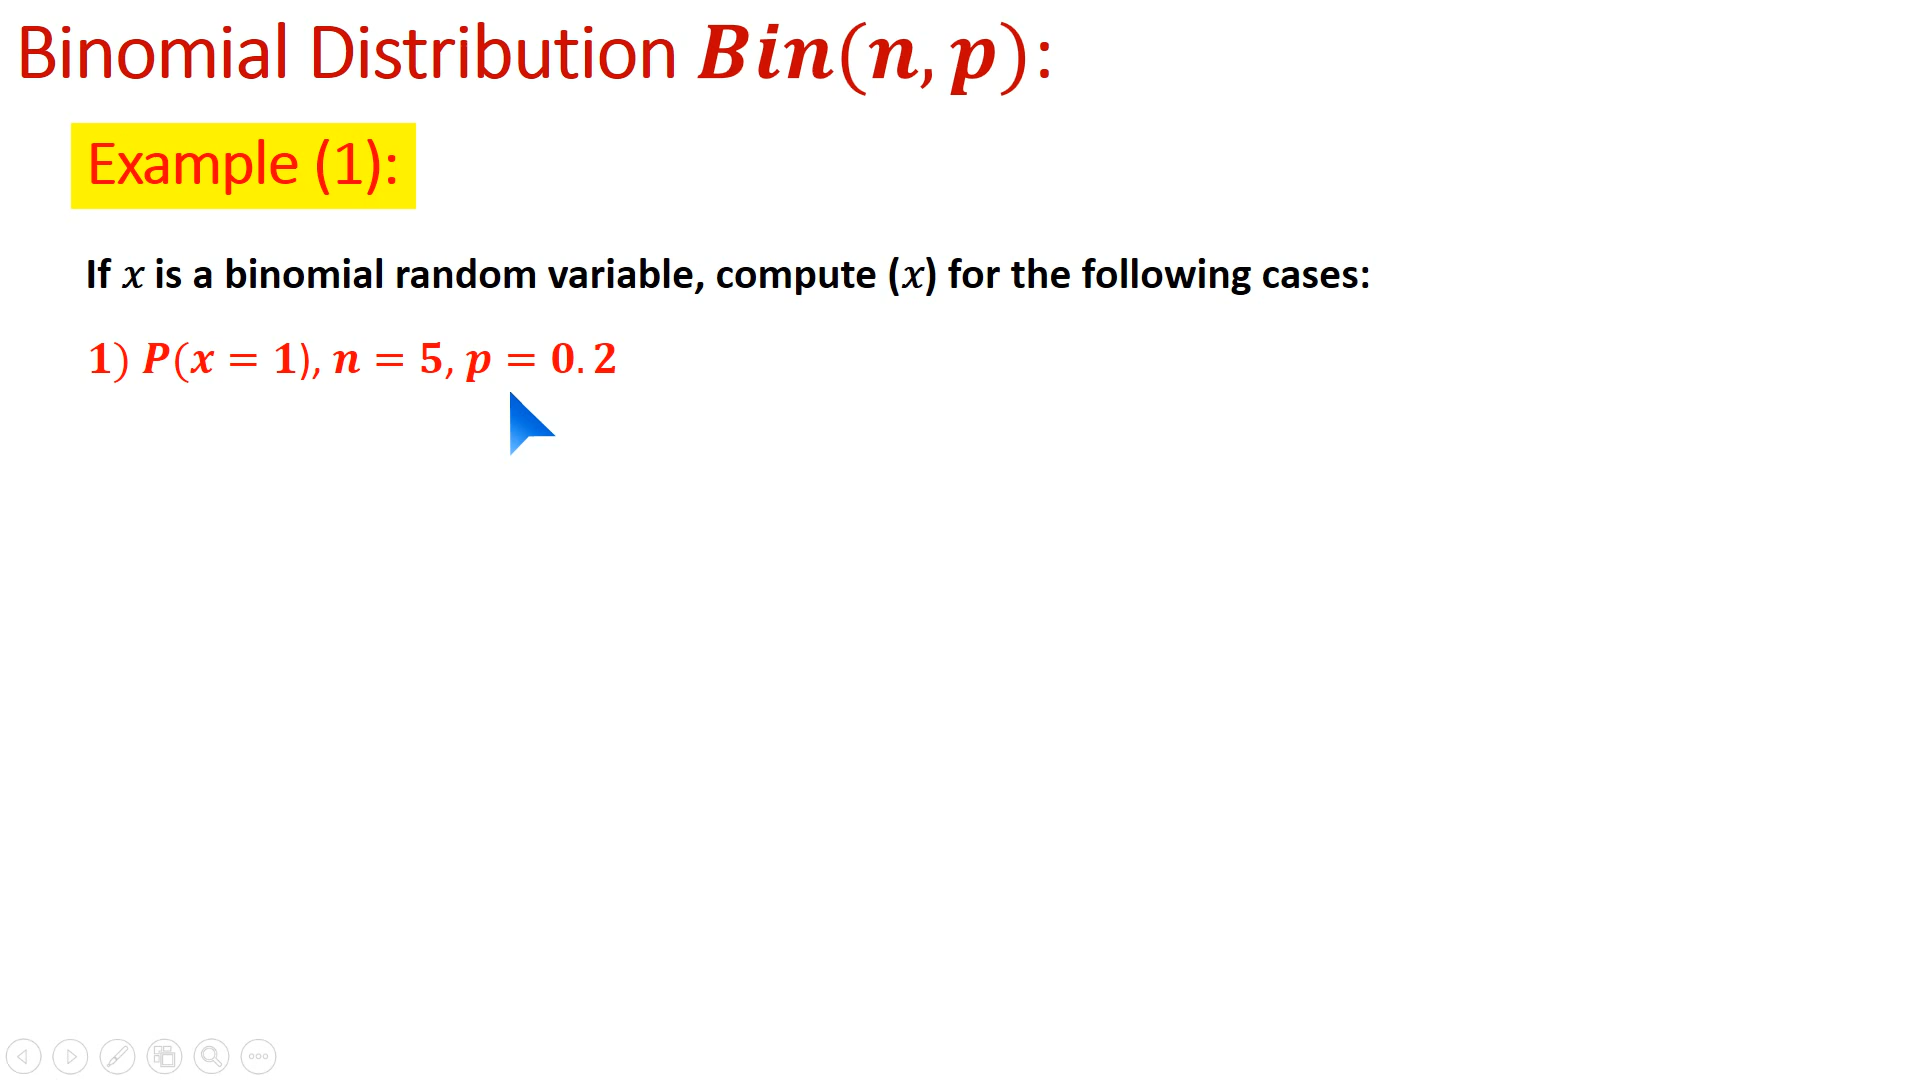 Binomial Distribution Bin(n, p):
Example (1):
If x is a binomial random variable, compute (x) for the following cases:
1) P(x = 1), n = 5, p = 0. 2